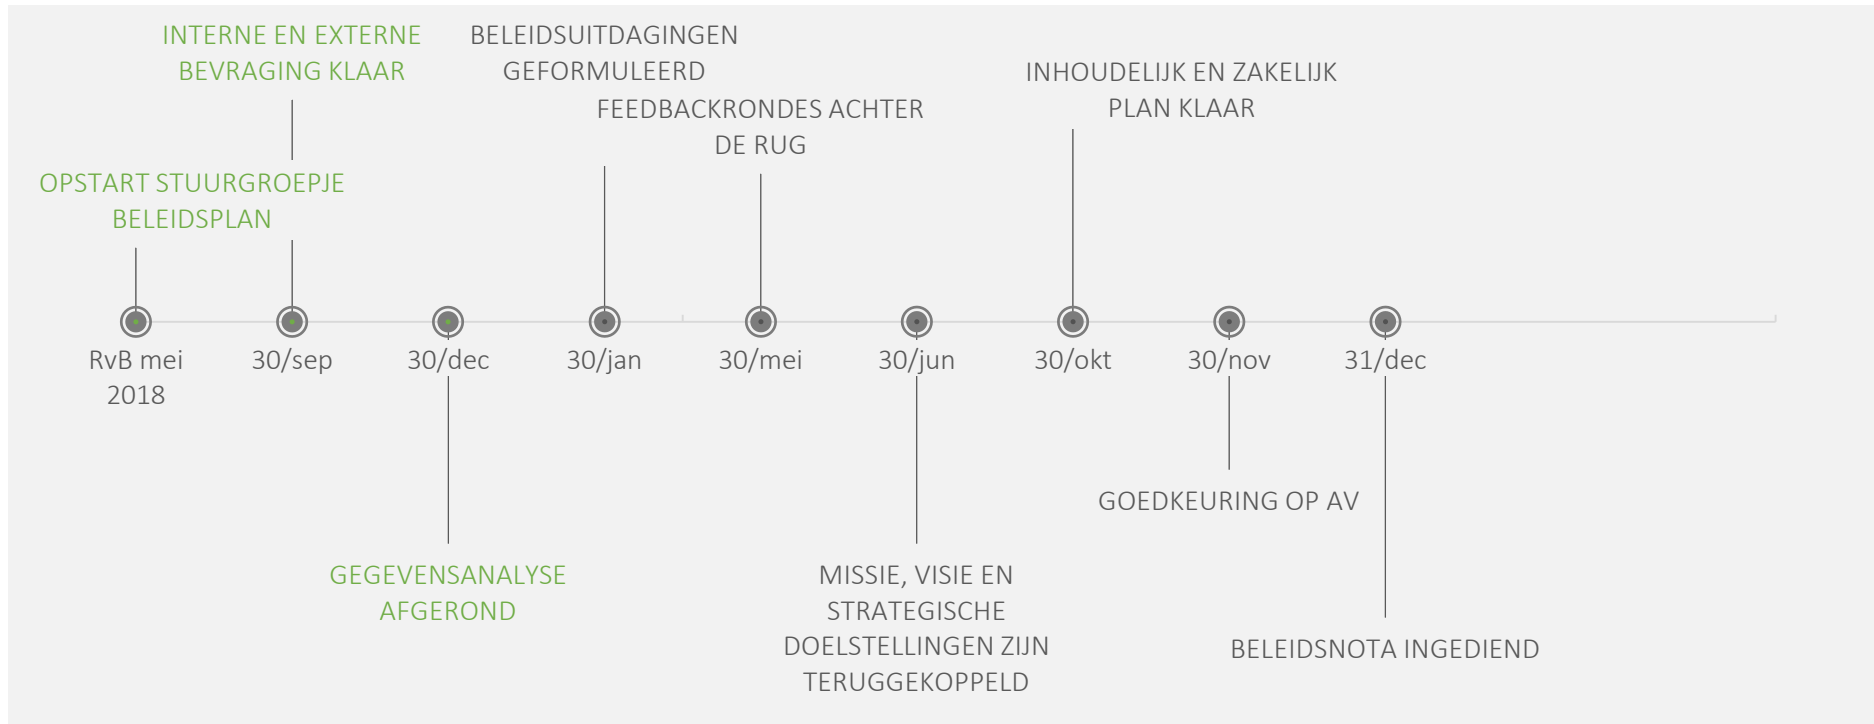 INTERNE EN EXTERNE
BEVRAGING KLAAR
BELEIDSUITDAGINGEN
GEFORMULEERD
INHOUDELIJK EN ZAKELIJK
PLAN KLAAR
FEEDBACKRONDES ACHTER
DE RUG
OPSTART STUURGROEPJE
BELEIDSPLAN
RvB mei
2018
30/sep
30/dec
30/jan
30/mei
30/jun
30/okt
30/nov
31/dec
GOEDKEURING OP AV
GEGEVENSANALYSE
AFGEROND
MISSIE, VISIE EN
STRATEGISCHE
DOELSTELLINGEN ZIJN
TERUGGEKOPPELD
BELEIDSNOTA INGEDIEND